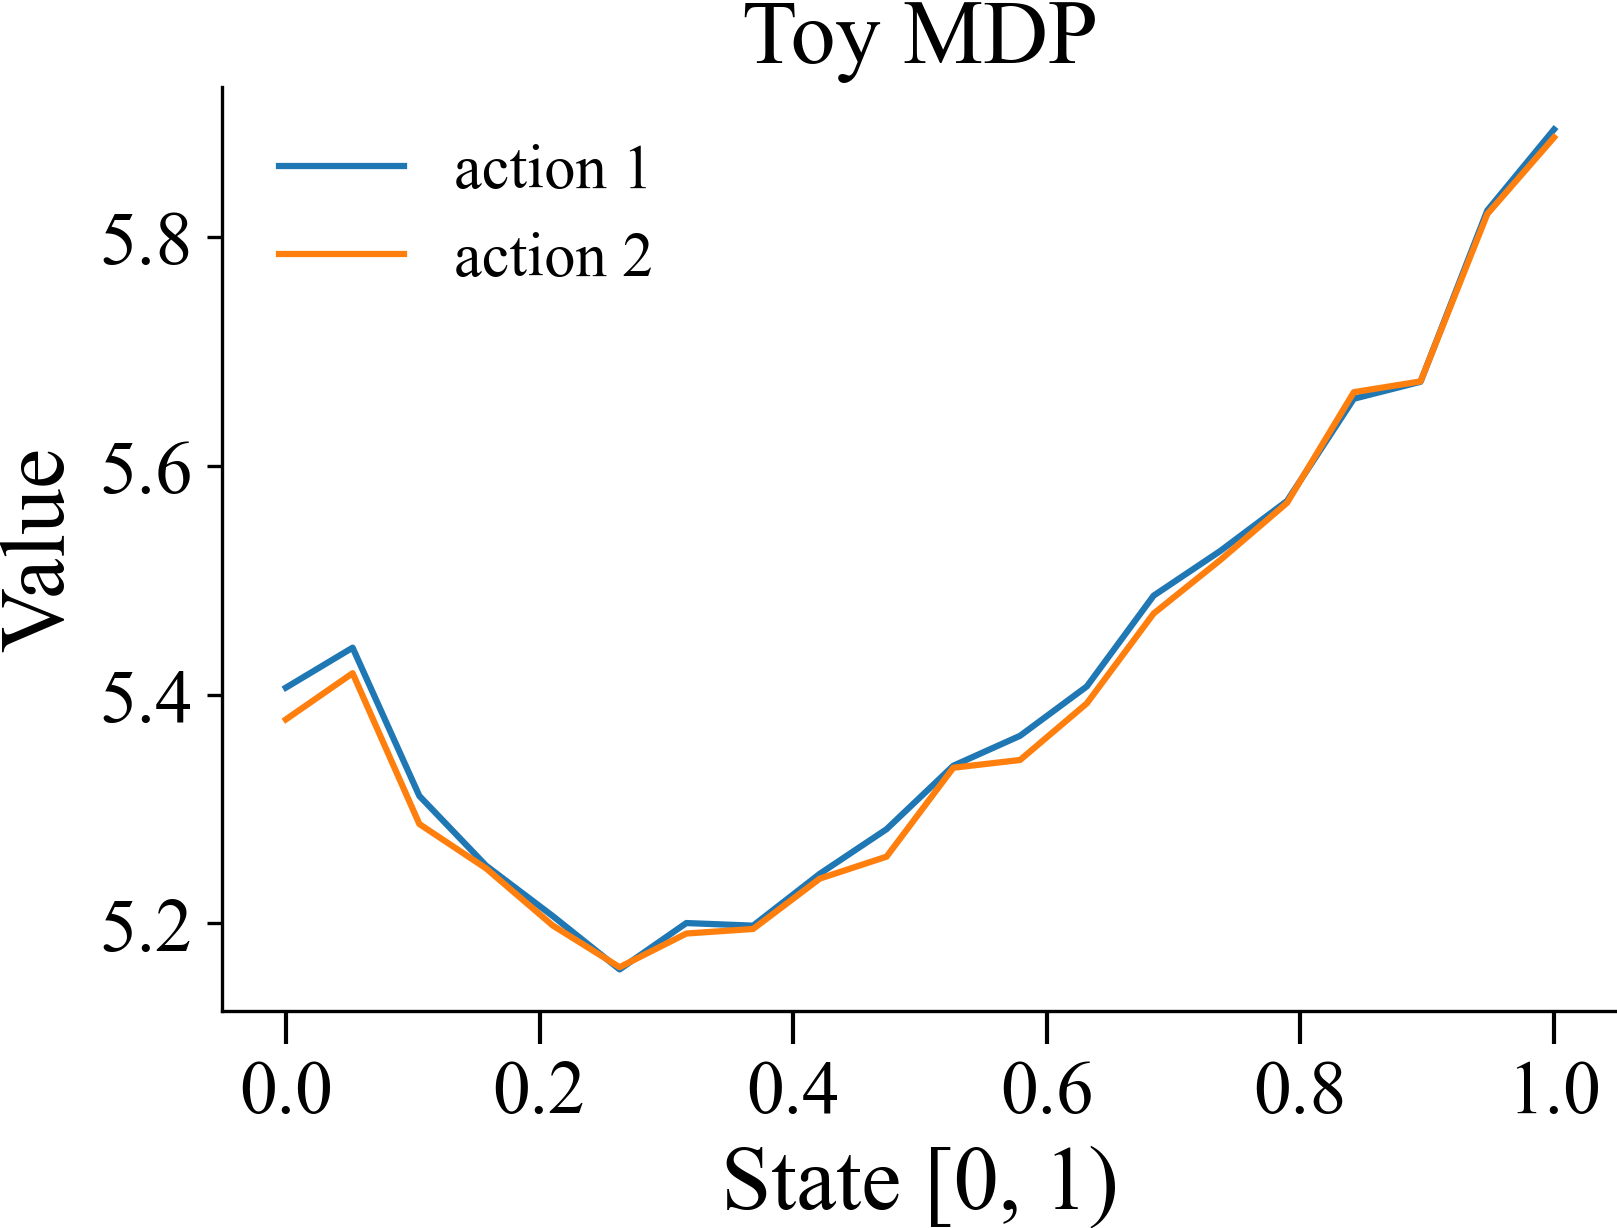 Toy MDP
action 1
action 2
Value
5.8
5.6
5.4
5.2
0.0 0.2 0.4 0.6 0.8 1.0
State [0, 1)